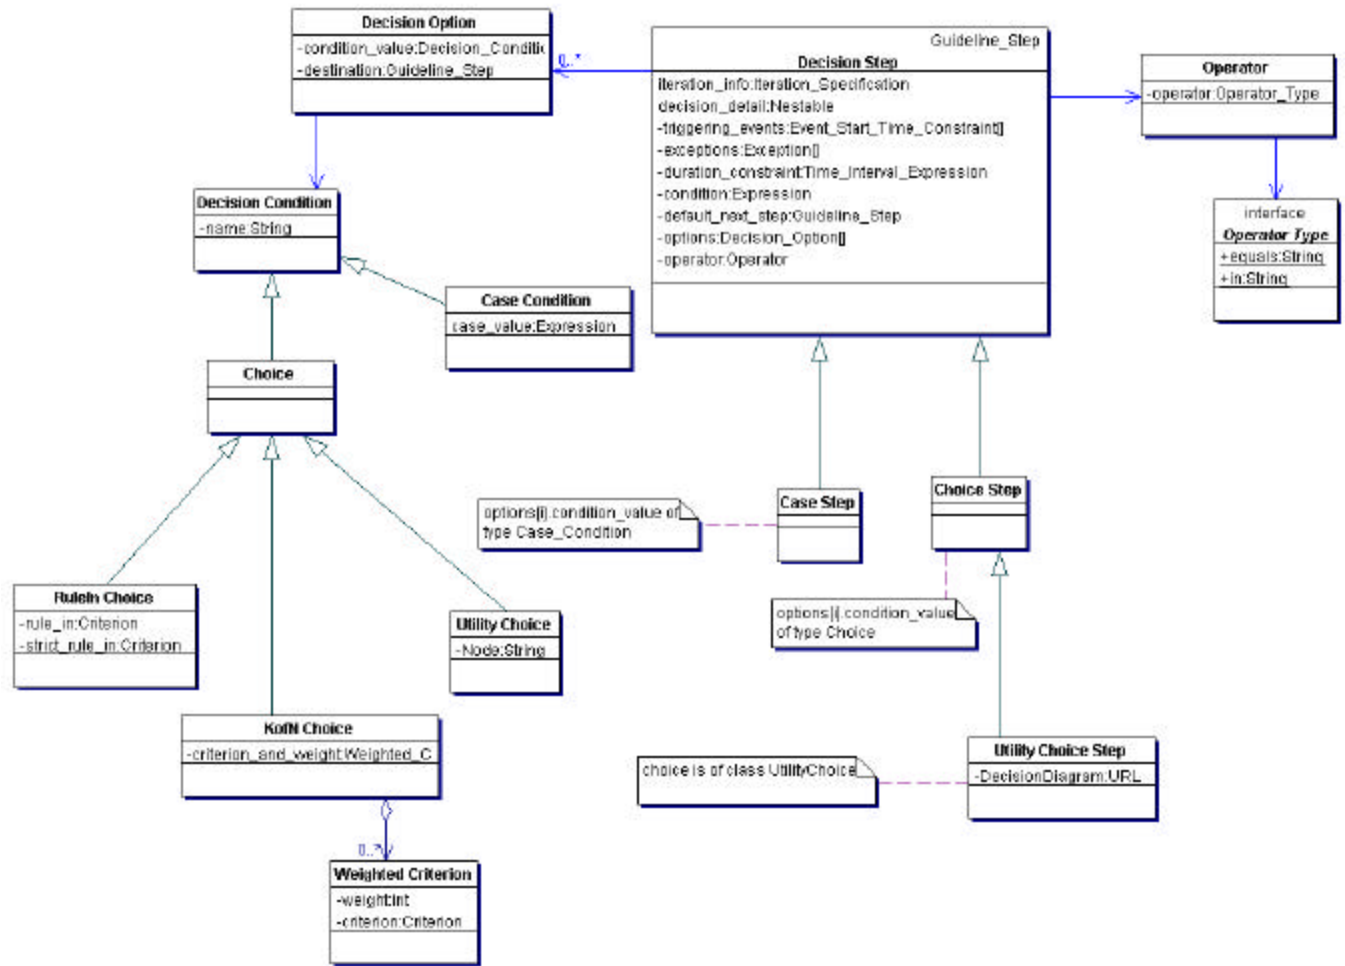 Decision Option
-condition_value:Decision_Conditi
-destination:Guideline_Step
0..*
Guideline_Step
Decision Step
iteration_info:Iteration_Specification
decision_detail:Nestable
-triggering_events:Event_Start_Time_Constraint[]
-exceptions:Exception[]
-duration_constraint:Time_Interval_Expression
-condition:Expression
-default_next_step:Guideline_Step
-options:Decision_Option[]
-operator:Operator
Operator
-operator:Operator_Type
interface
Operator Type
+equals:String
+in:String
Decision Condition
-name:String
Case Condition
case_value:Expression
Choice
options[i].condition_value of
type Case_Condition
Case Step
Choice Step
options[i].condition_value
of type Choice
RuleIn Choice
-rule_in:Criterion
-strict_rule_in:Criterion
Utility Choice
-Node:String
KofN Choice
-criterion_and_weight:Weighted_C
choice is of class UtilityChoice
Utility Choice Step
-DecisionDiagram:URL
0..*
Weighted Criterion
-weight:int
-criterion:Criterion